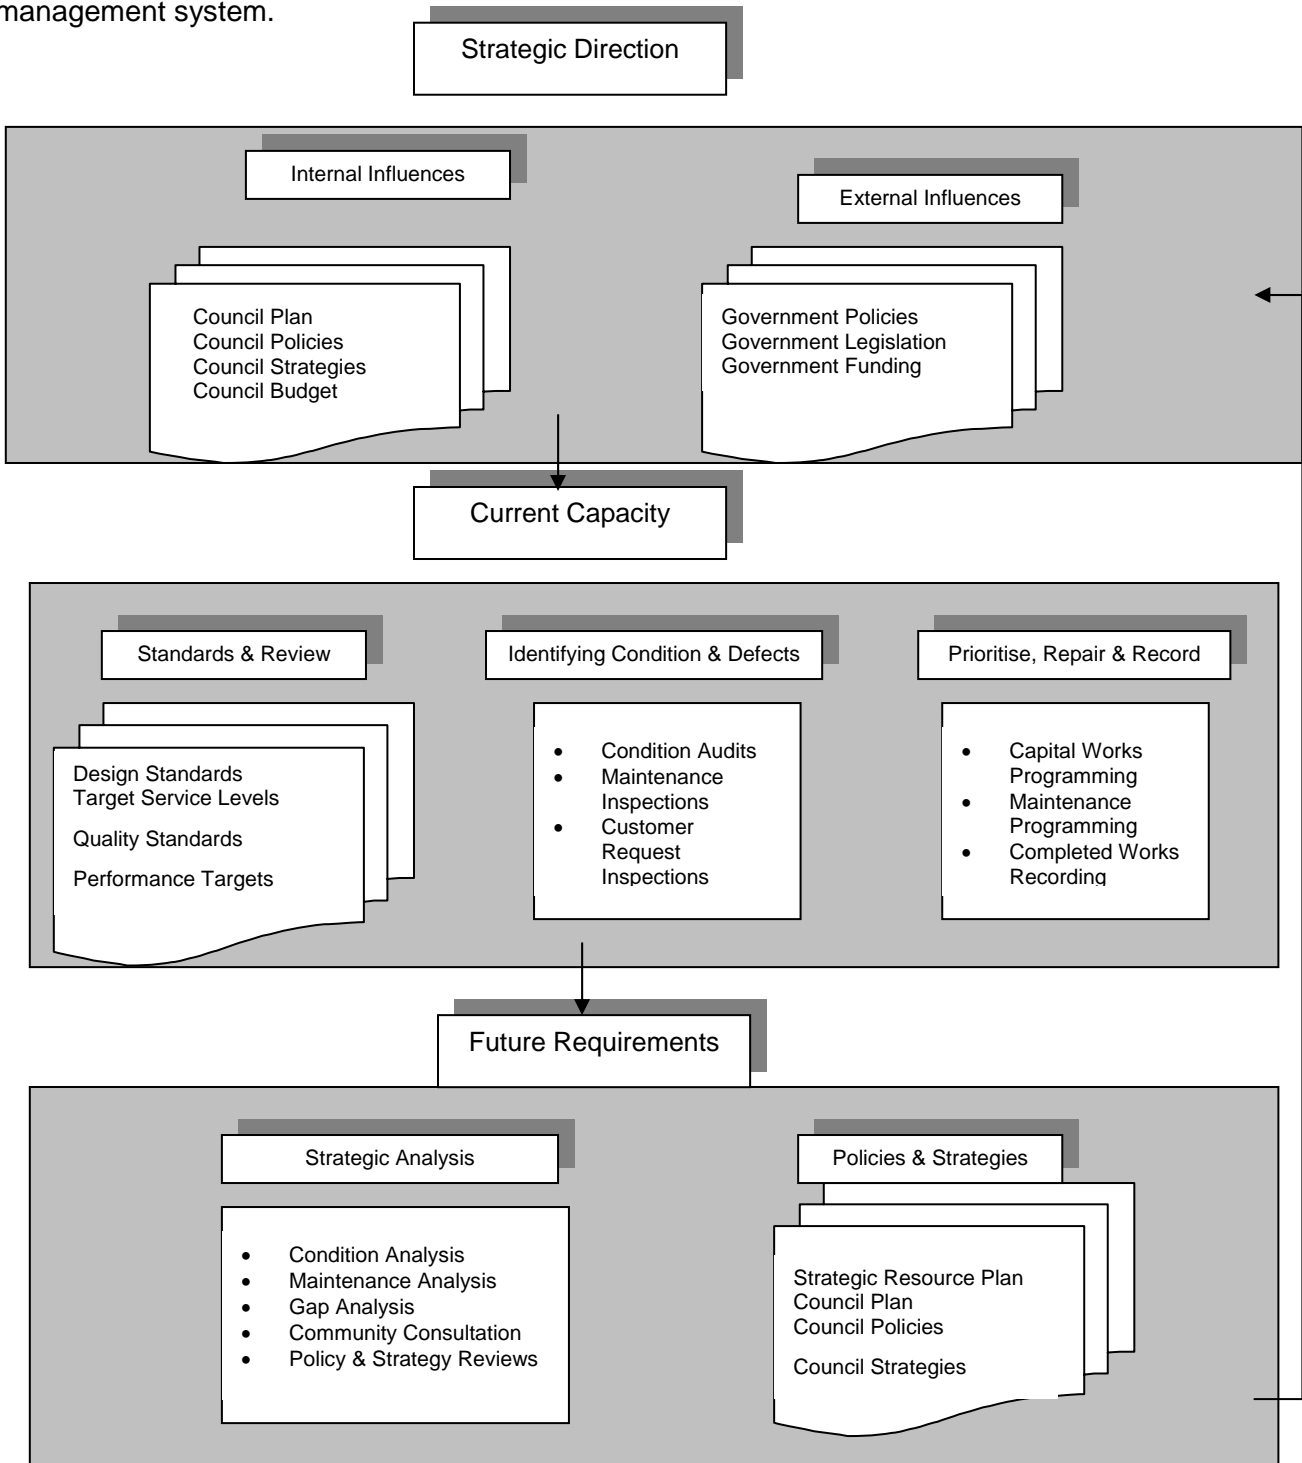 management system.
Strategic Direction
Internal Influences
External Influences
Council Plan
Council Policies
Council Strategies
Council Budget
Government Policies
Government Legislation
Government Funding
Current Capacity
Standards & Review
Identifying Condition & Defects
Prioritise, Repair & Record
Design Standards
Target Service Levels
Quality Standards
Performance Targets
• Condition Audits
• Maintenance
Inspections
• Customer
Request
Inspections
• Capital Works
Programming
• Maintenance
Programming
• Completed Works
Recording
Future Requirements
Strategic Analysis
Policies & Strategies
• Condition Analysis
• Maintenance Analysis
• Gap Analysis
• Community Consultation
• Policy & Strategy Reviews
Strategic Resource Plan
Council Plan
Council Policies
Council Strategies